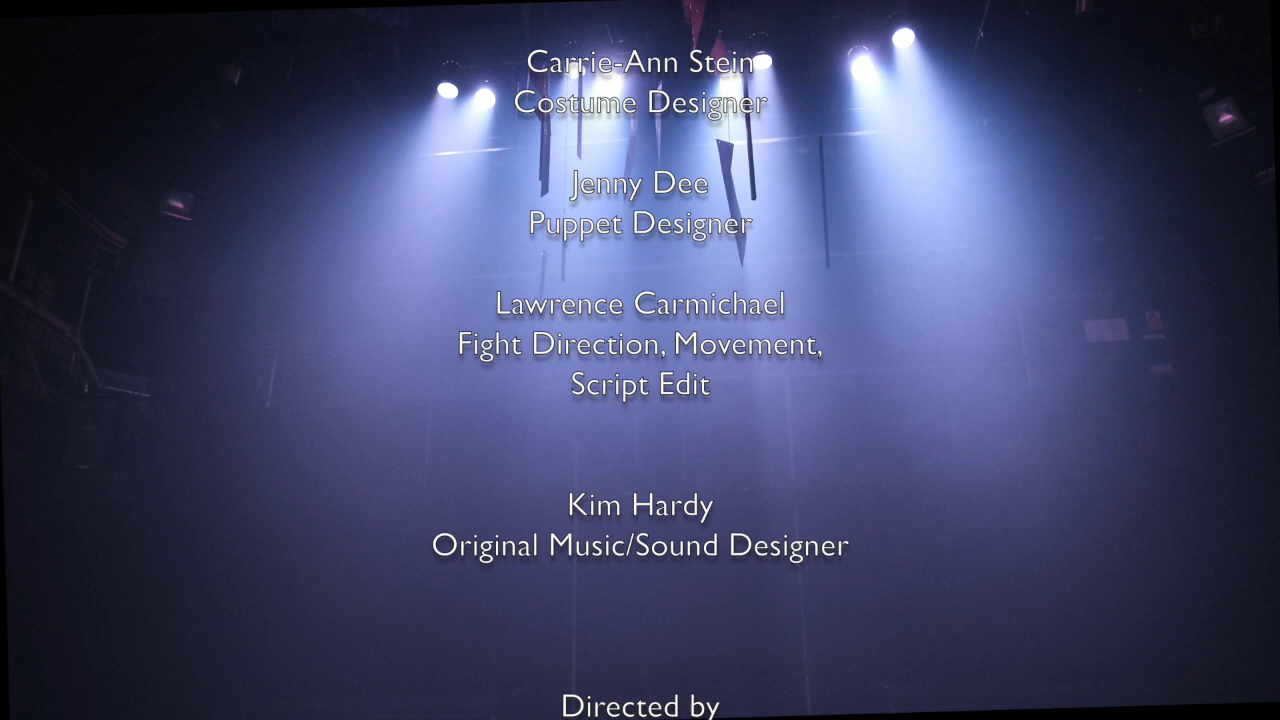 Carrie-Ann Stein
Costume Designer
Jenny Dee
Puppet Designer
Lawrence Carmichael
Fight Direction, Movement,
Script Edit
Kim Hardy
Original Music/Sound Designer
Directed by